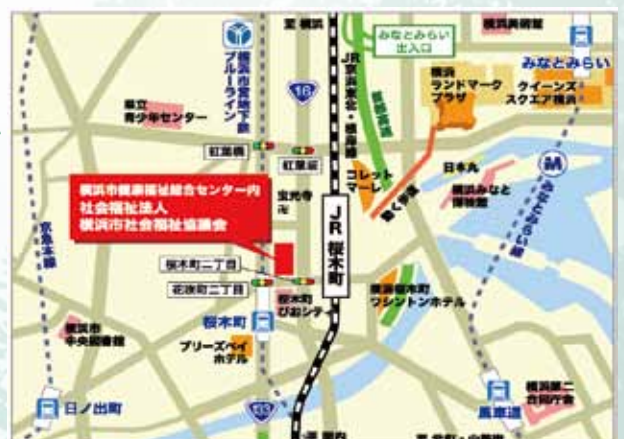 至 横浜
みなとみらい
出入口
横浜美術館
みなとみらい
横浜市営地下鉄
ブルーライン
16
JR京浜東北・根岸線
首都高速
横浜
ランドマーク
プラザ
クイーンズ
スクエア横浜
県立
青少年センター
紅葉橋
紅葉坂
コレット
マーレ
動く歩道
日本丸
横浜みなと
博物館
みなとみらい線
横浜市健康福祉総合センター内
社会福祉法人
横浜市社会福祉協議会
宝光寺
卍
JR 桜木町
京急本線
桜木町二丁目
花咲町二丁目
桜木町
ぴおシティ
横浜桜木町
ワシントンホテル
桜木町
ブリーズベイ
ホテル
横浜市
中央図書館
日ノ出町
馬車道
横浜第二
合同庁舎